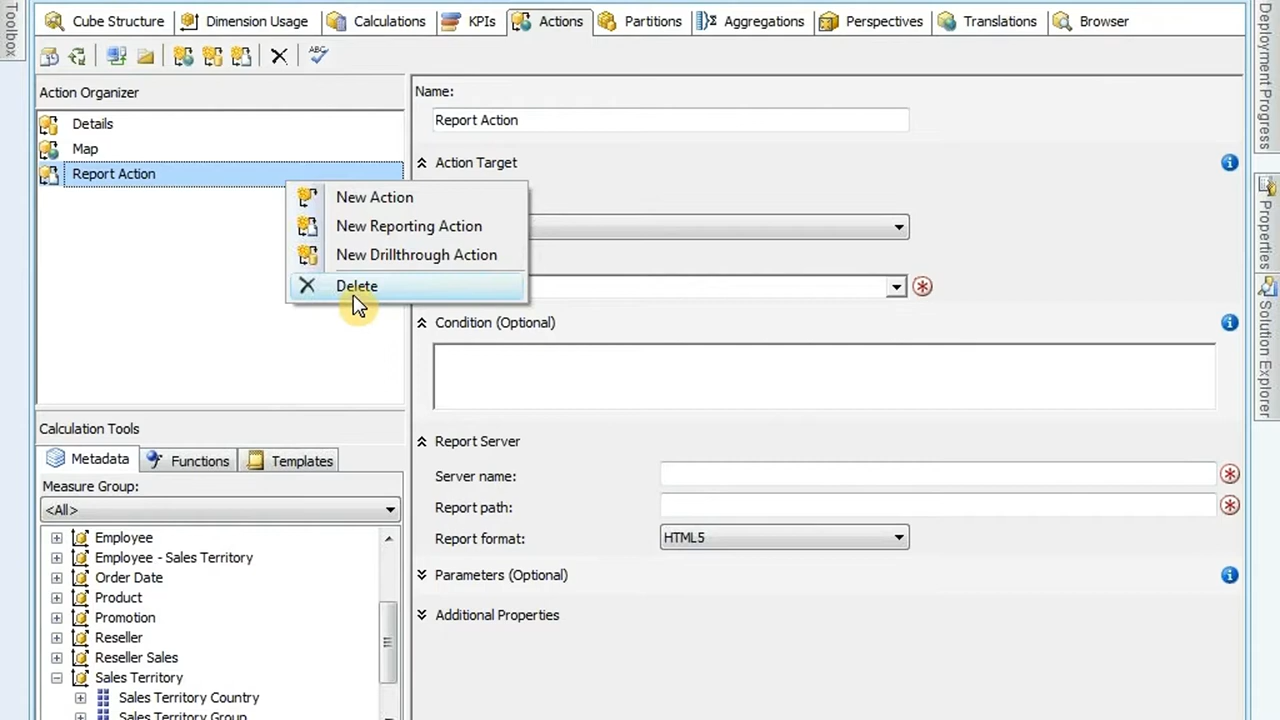 Toolbox
Cube Structure Dimension Usage Calculations KPIs Actions Partitions Aggregations Perspectives Translations Browser
Action Organizer
Details
Map
Report Action
New Action
New Reporting Action
New Drillthrough Action
Delete
Name:
Report Action
Action Target
Condition (Optional)
Report Server
Server name:
Report path:
Report format: HTML5
Parameters (Optional)
Additional Properties
Calculation Tools
Metadata Functions Templates
Measure Group:
<All>
Employee
Employee - Sales Territory
Order Date
Product
Promotion
Reseller
Reseller Sales
Sales Territory
Sales Territory Country
Sales Territory Group
Deployment Progress
Properties
Solution Explorer
ABC